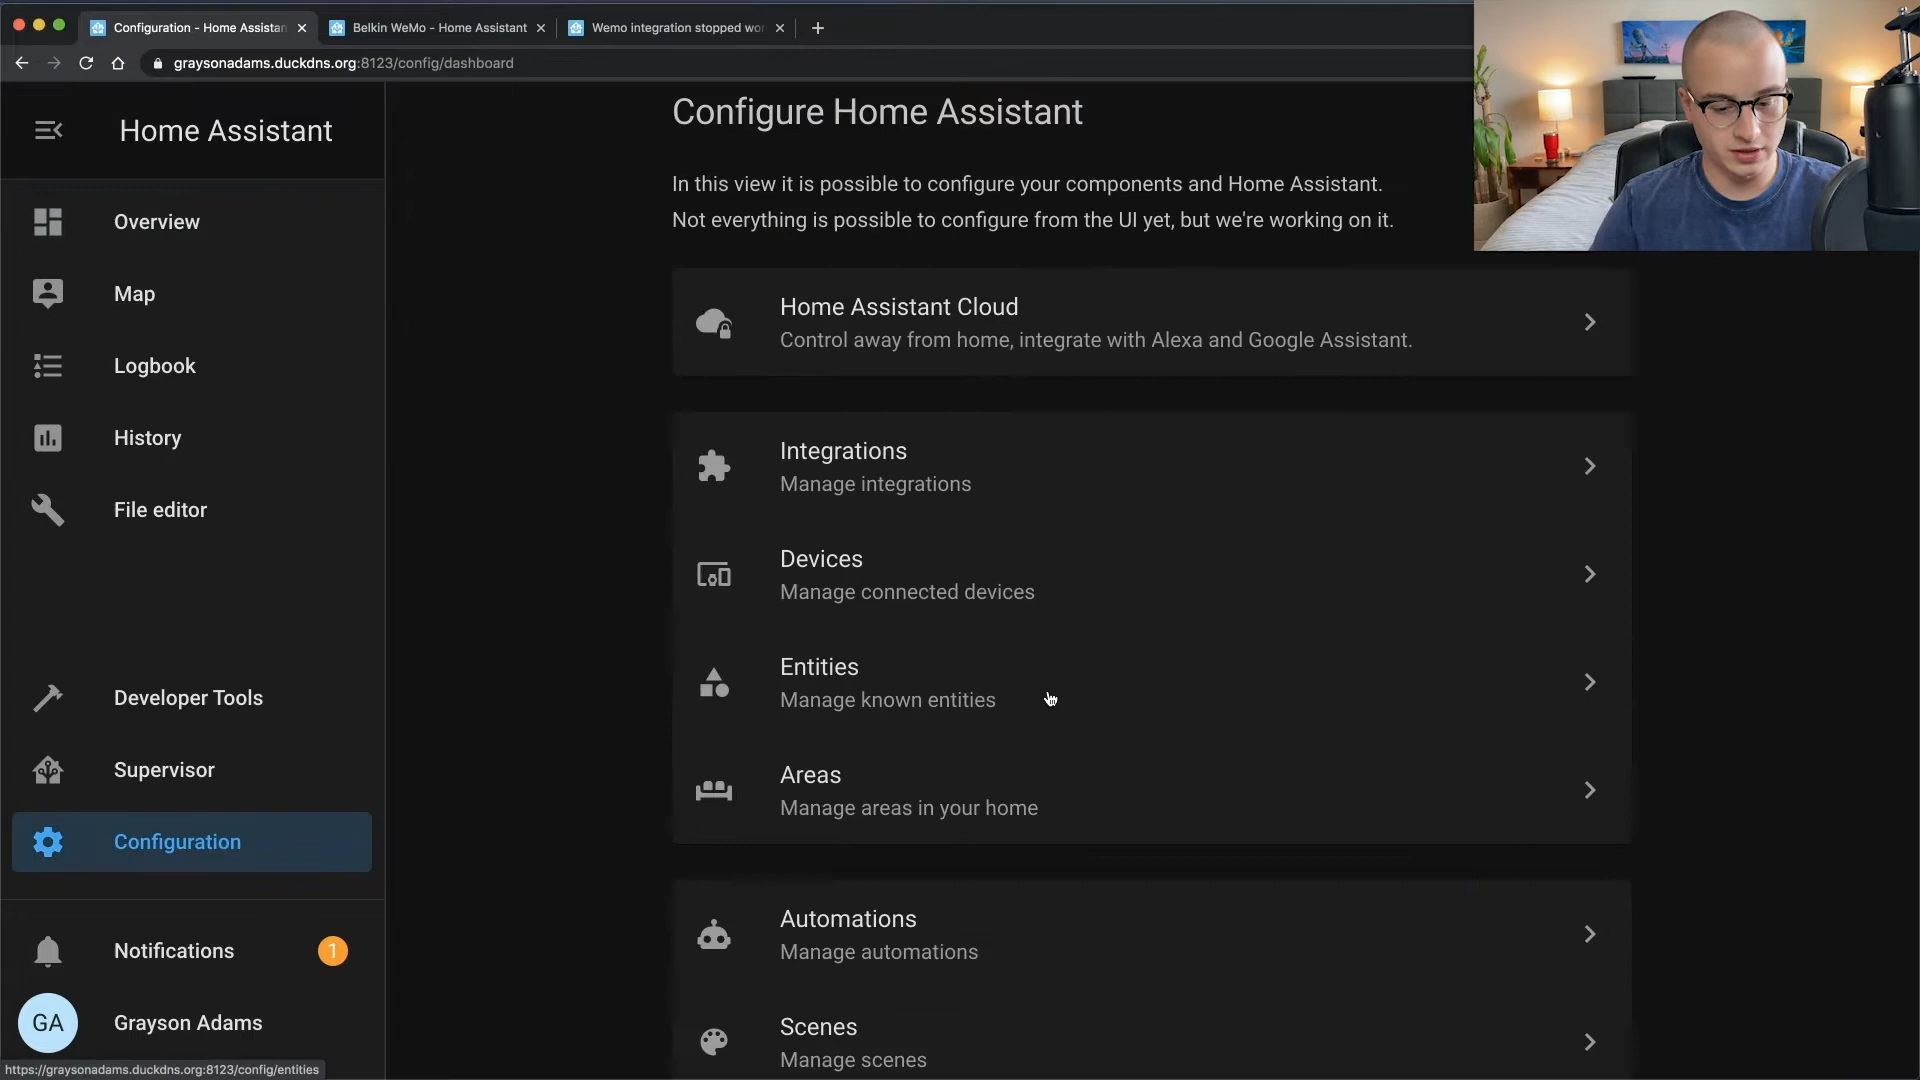 Configuration - Home Assistan
Belkin WeMo - Home Assistant
Wemo integration stopped wor
graysonadams.duckdns.org:8123/config/dashboard
Home Assistant
Overview
Map
Logbook
History
File editor
Developer Tools
Supervisor
Configuration
Notifications
1
GA
Grayson Adams
https://graysonadams.duckdns.org:8123/config/entities
Configure Home Assistant
In this view it is possible to configure your components and Home Assistant.
Not everything is possible to configure from the UI yet, but we're working on it.
Home Assistant Cloud
Control away from home, integrate with Alexa and Google Assistant.
Integrations
Manage integrations
Devices
Manage connected devices
Entities
Manage known entities
Areas
Manage areas in your home
Automations
Manage automations
Scenes
Manage scenes